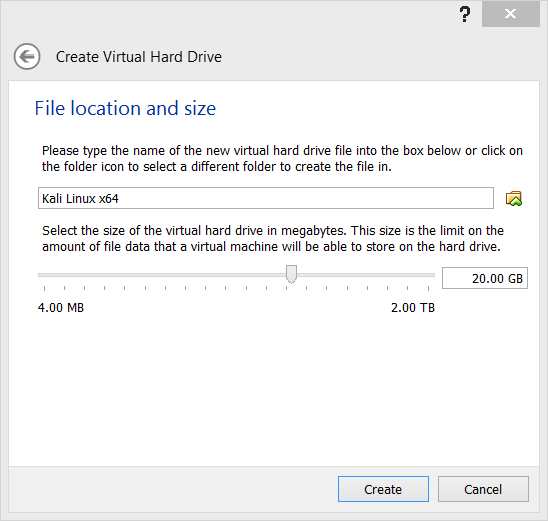 ?
Create Virtual Hard Drive
File location and size
Please type the name of the new virtual hard drive file into the box below or click on
the folder icon to select a different folder to create the file in.
Kali Linux x64
Select the size of the virtual hard drive in megabytes. This size is the limit on the
amount of file data that a virtual machine will be able to store on the hard drive.
20.00 GB
4.00 MB 2.00 TB
Create Cancel